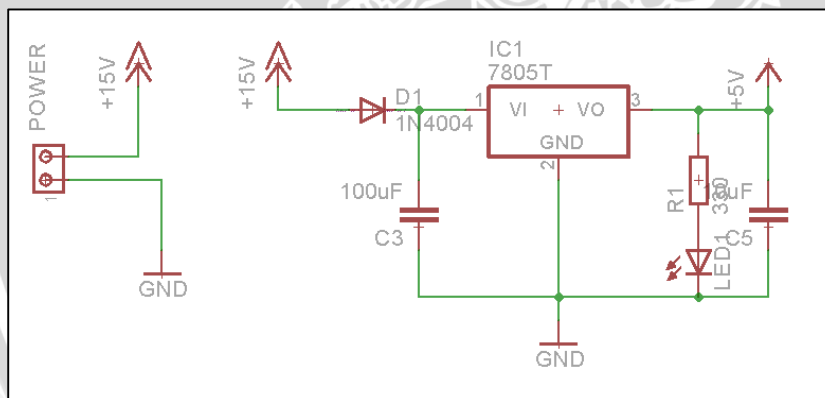 POWER
1
+15V
GND
+15V
D1
1N4004
100uF
C3
IC1
7805T
1
VI
VO
3
GND
2
GND
R1
330
LED1
+5V
C5